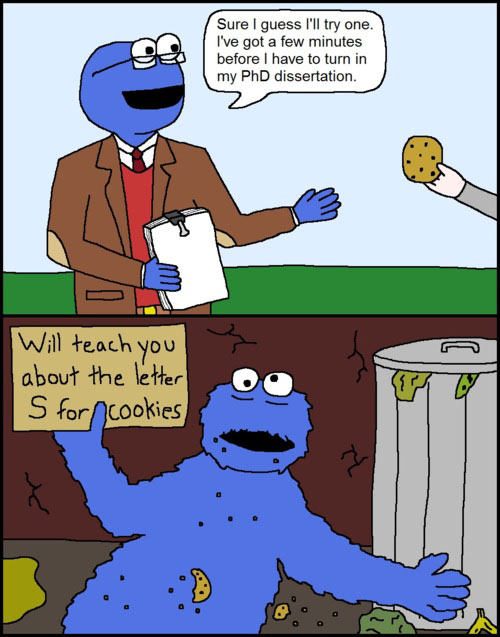 Sure I guess I'll try one.
I've got a few minutes
before I have to turn in
my PhD dissertation.
Will teach you
about the letter
S for cookies